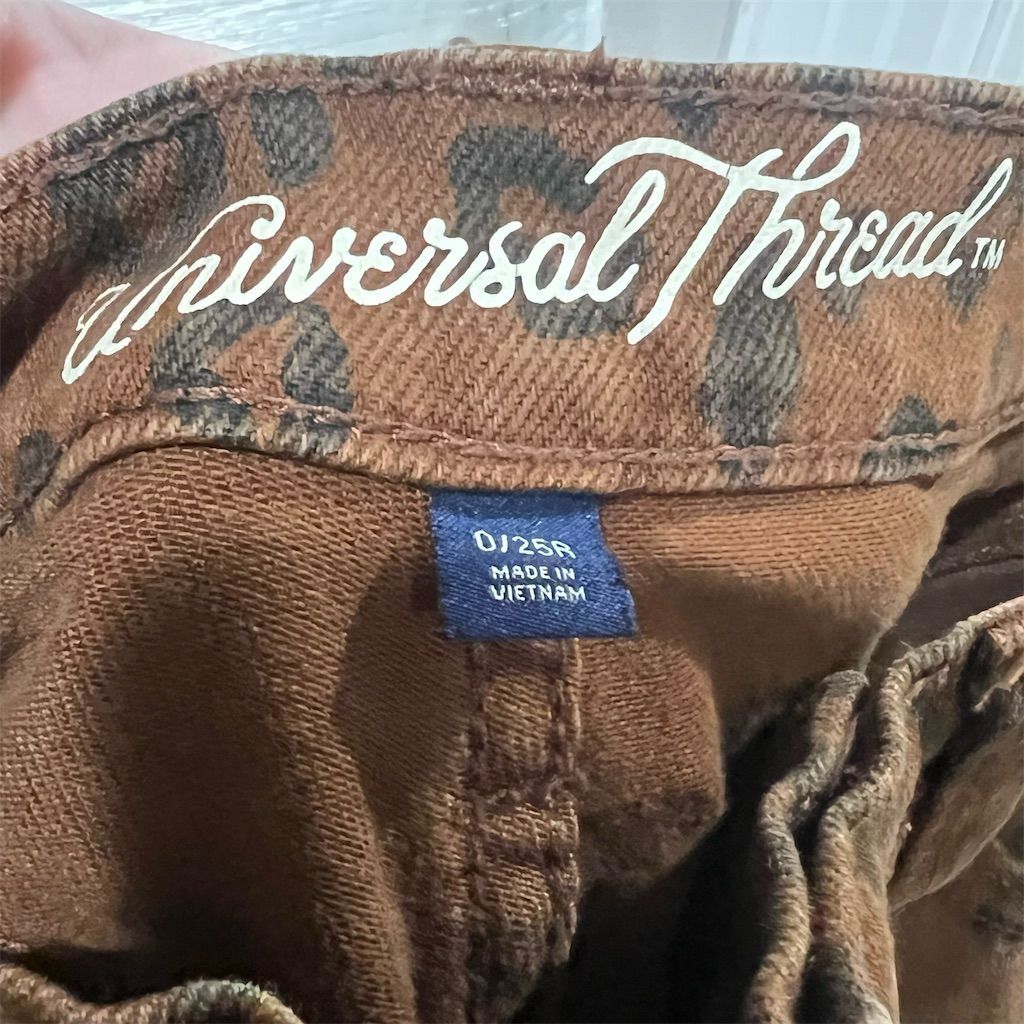 Universal Thread™
0/25R
MADE IN
VIETNAM